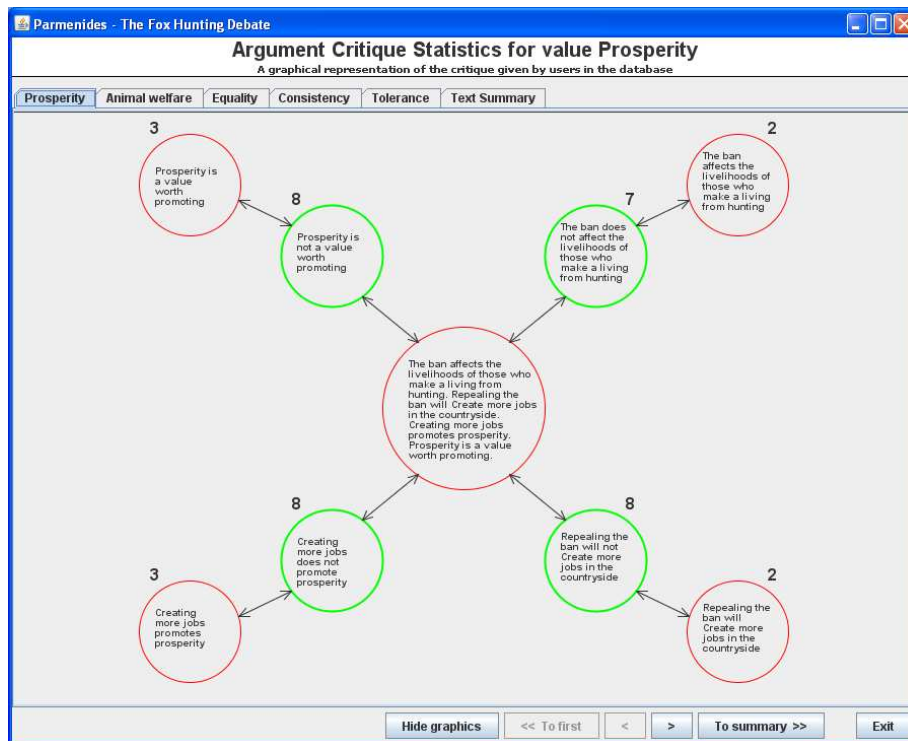 Parmenides - The Fox Hunting Debate
Argument Critique Statistics for value Prosperity
A graphical representation of the critique given by users in the database
Prosperity
Animal welfare
Equality
Consistency
Tolerance
Text Summary
3
Prosperity is
a value
worth
promoting
8
Prosperity is
not a value
worth
promoting
2
The ban
affects the
livelihoods of
those who
make a living
from hunting
7
The ban does
not affect the
livelihoods of
those who
make a living
from hunting
The ban affects the
livelihoods of those who
make a living from
hunting. Repealing the
ban will Create more jobs
in the countryside.
Creating more jobs
promotes prosperity.
Prosperity is a value
worth promoting.
8
Creating
more jobs
does not
promote
prosperity
3
Creating
more jobs
promotes
prosperity
8
Repealing the
ban will not
Create more
jobs in the
countryside
2
Repealing the
ban will
Create more
jobs in the
countryside
Hide graphics
<< To first
<
>
To summary >>
Exit